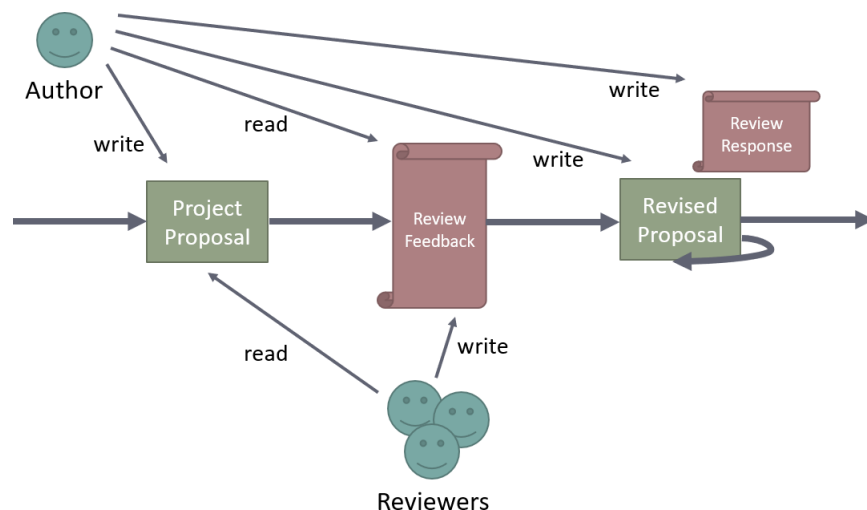 Author
write
read
write
write
Review
Response
Project
Proposal
Review
Feedback
Revised
Proposal
read
write
Reviewers